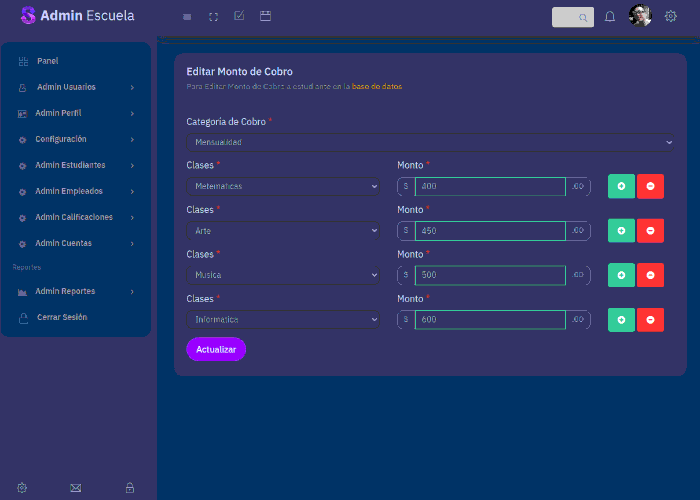 Admin Escuela
Panel
Admin Usuarios
Admin Perfil
Configuración
Admin Estudiantes
Admin Empleados
Admin Calificaciones
Admin Cuentas
Reportes
Admin Reportes
Cerrar Sesión
Editar Monto de Cobro
Para Editar Monto de Cobro a estudiante en la base de datos
Categoría de Cobro *
Mensualidad
Clases * Monto *
Metematicas $ 400 .00
Clases * Monto *
Arte $ 450 .00
Clases * Monto *
Musica $ 500 .00
Clases * Monto *
Informatica $ 600 .00
Actualizar